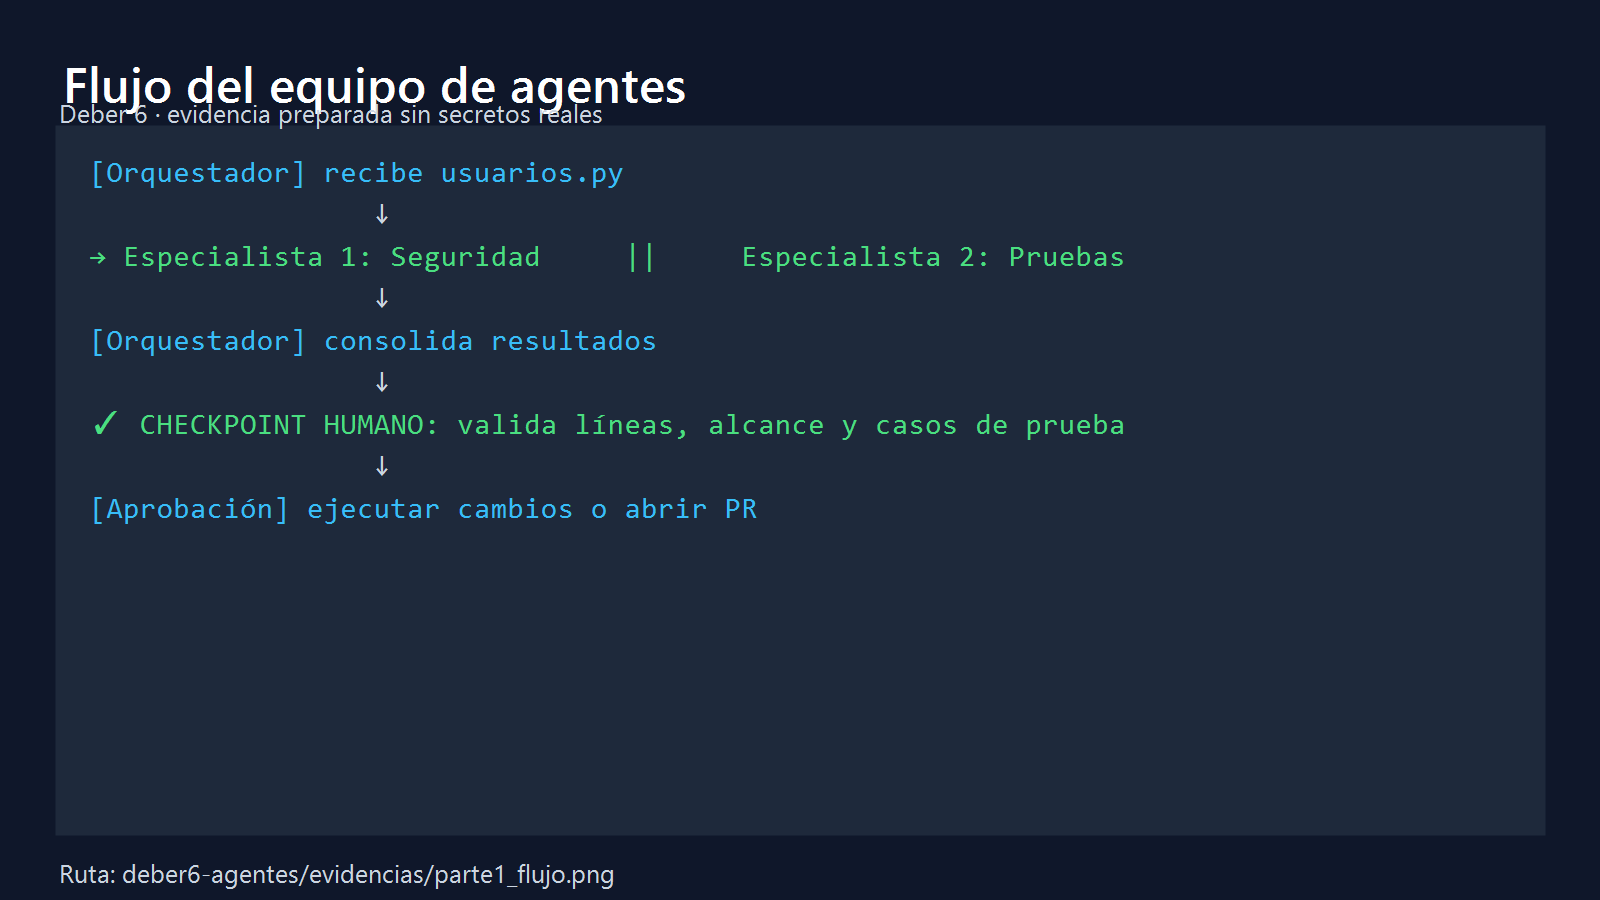 Flujo del equipo de agentes
Deber 6 · evidencia preparada sin secretos reales
[Orquestador] recibe usuarios.py
↓
→ Especialista 1: Seguridad || Especialista 2: Pruebas
↓
[Orquestador] consolida resultados
↓
✓ CHECKPOINT HUMANO: valida líneas, alcance y casos de prueba
↓
[Aprobación] ejecutar cambios o abrir PR
Ruta: deber6-agentes/evidencias/parte1_flujo.png